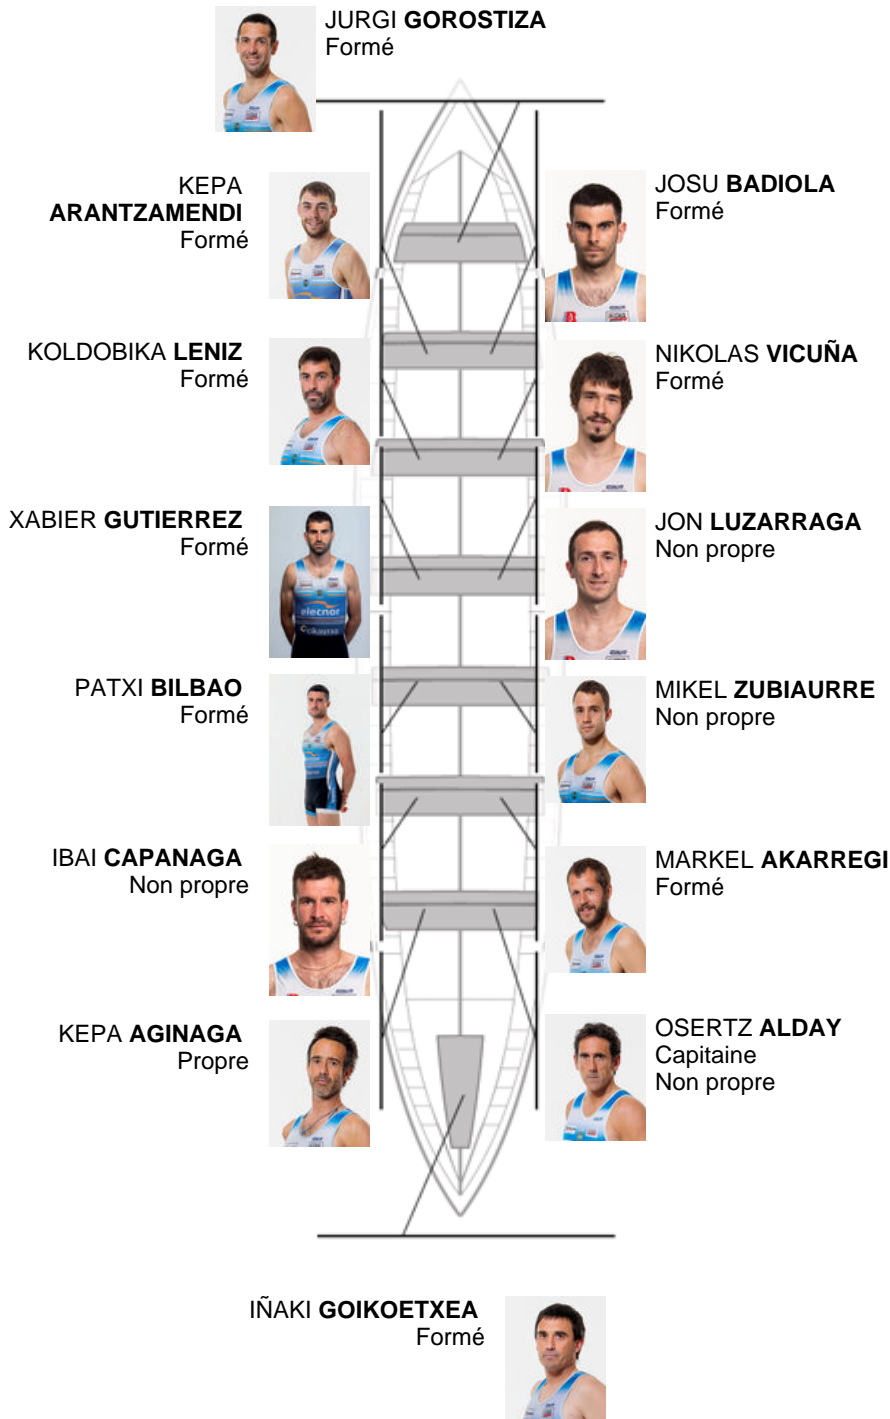 JURGI GOROSTIZA
Formé
KEPA
ARANTZAMENDI
Formé
JOSU BADIOLA
Formé
KOLDOBIKA LENIZ
Formé
NIKOLAS VICUÑA
Formé
XABIER GUTIERREZ
Formé
elecnor
cikautxo
JON LUZARRAGA
Non propre
PATXI BILBAO
Formé
MIKEL ZUBIAURRE
Non propre
IBAI CAPANAGA
Non propre
MARKEL AKARREGI
Formé
KEPA AGINAGA
Propre
OSERTZ ALDAY
Capitaine
Non propre
IÑAKI GOIKOETXEA
Formé